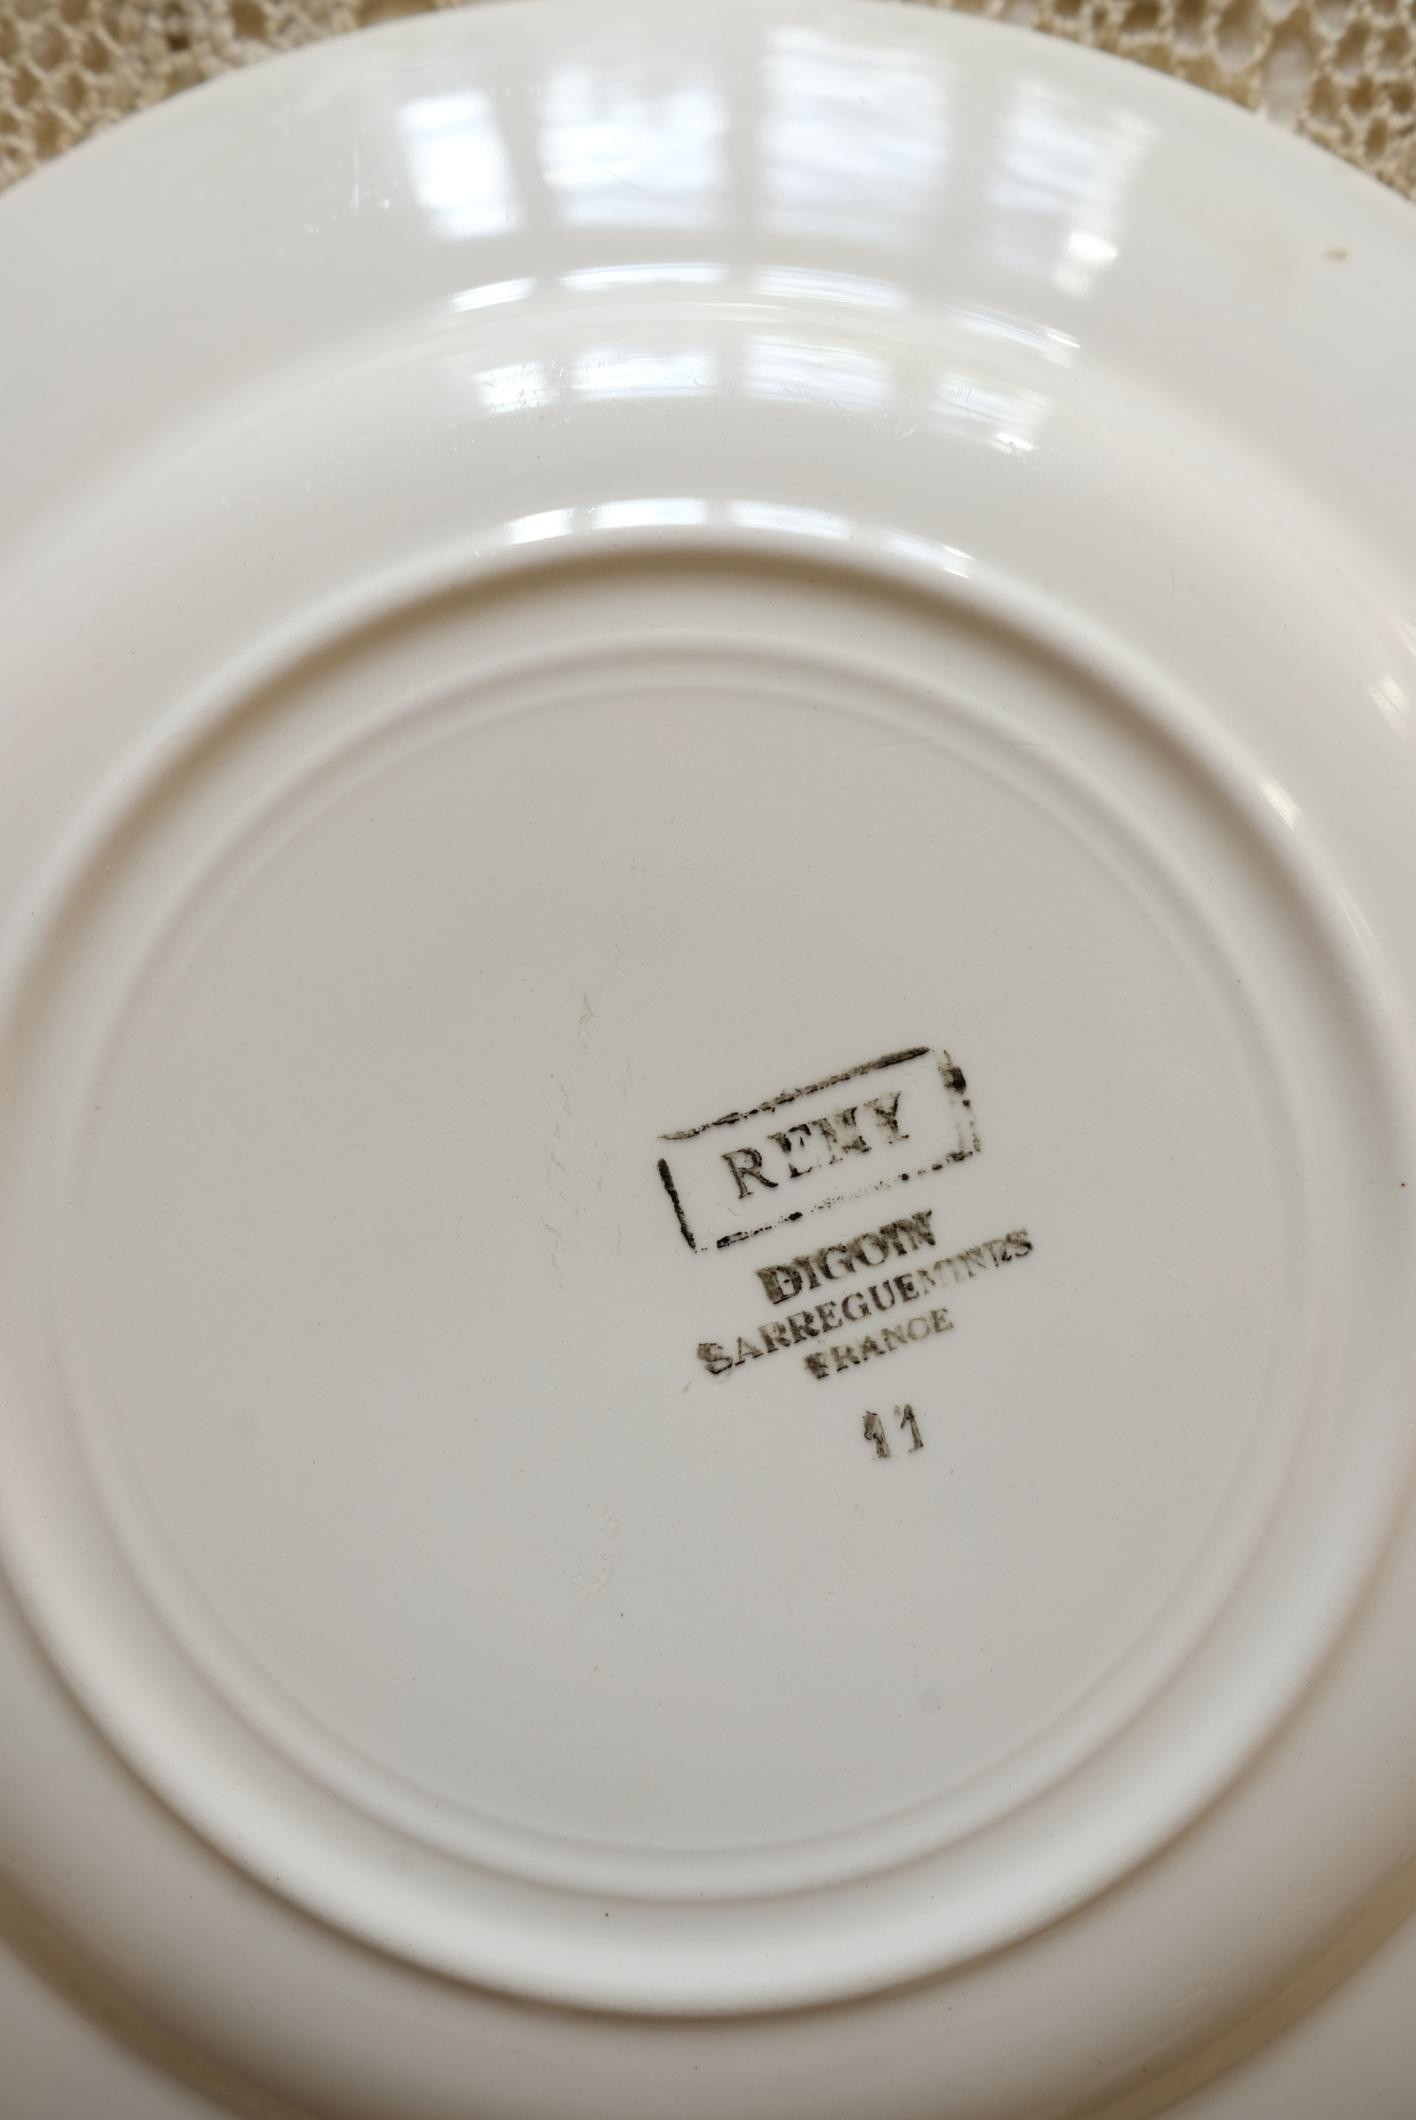 REMY
DIGOIN
SARREGUEMINES
FRANCE
11